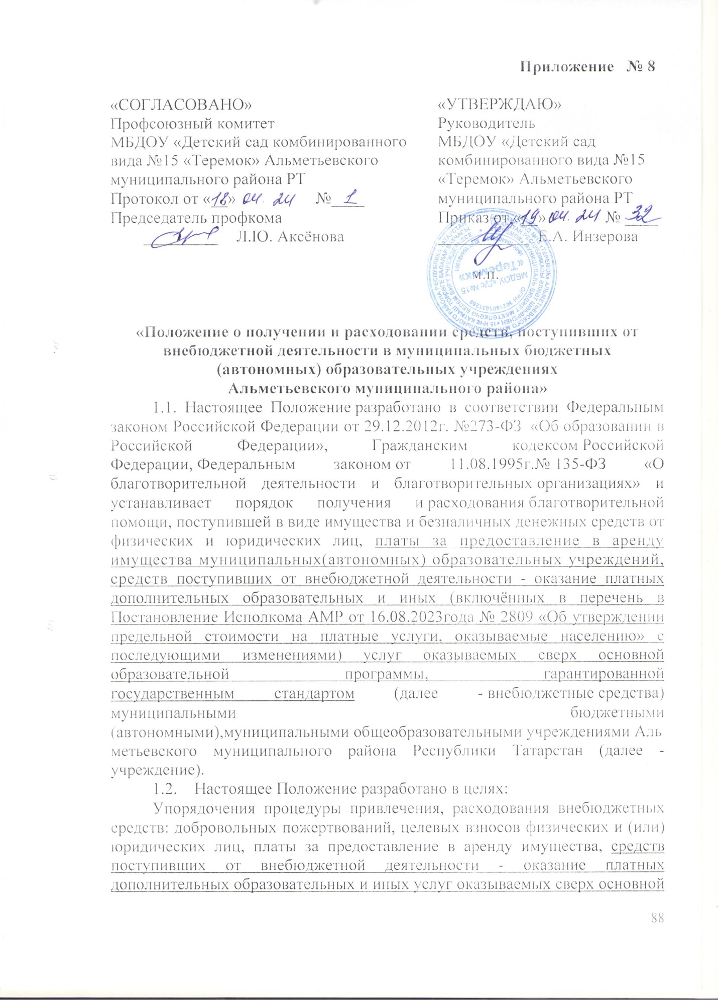 Приложение № 8
«СОГЛАСОВАНО»
Профсоюзный комитет
МБДОУ «Детский сад комбинированного
вида №15 «Теремок» Альметьевского
муниципального района РТ
Протокол от «18» 04. 24 № 1
Председатель профкома
Л.Ю. Аксёнова
«УТВЕРЖДАЮ»
Руководитель
МБДОУ «Детский сад
комбинированного вида №15
«Теремок» Альметьевского
муниципального района РТ
Приказ от «19» 04. 24 № 32
Е.А. Инзерова
м.п.
МБДОУ «Д/с №15
«Теремок»
«Положение о получении и расходовании средств, поступивших от
внебюджетной деятельности в муниципальных бюджетных
(автономных) образовательных учреждениях
Альметьевского муниципального района»
1.1. Настоящее Положение разработано в соответствии Федеральным
законом Российской Федерации от 29.12.2012г. №273-ФЗ «Об образовании в
Российской Федерации», Гражданским кодексом Российской
Федерации, Федеральным законом от 11.08.1995г.№ 135-ФЗ «О
благотворительной деятельности и благотворительных организациях» и
устанавливает порядок получения и расходования благотворительной
помощи, поступившей в виде имущества и безналичных денежных средств от
физических и юридических лиц, платы за предоставление в аренду
имущества муниципальных(автономных) образовательных учреждений,
средств поступивших от внебюджетной деятельности - оказание платных
дополнительных образовательных и иных (включённых в перечень в
Постановление Исполкома АМР от 16.08.2023года № 2809 «Об утверждении
предельной стоимости на платные услуги, оказываемые населению» с
последующими изменениями) услуг оказываемых сверх основной
образовательной программы, гарантированной
государственным стандартом (далее - внебюджетные средства)
муниципальными бюджетными
(автономными),муниципальными общеобразовательными учреждениями Аль
метьевского муниципального района Республики Татарстан (далее -
учреждение).
1.2. Настоящее Положение разработано в целях:
Упорядочения процедуры привлечения, расходования внебюджетных
средств: добровольных пожертвований, целевых взносов физических и (или)
юридических лиц, платы за предоставление в аренду имущества, средств
поступивших от внебюджетной деятельности - оказание платных
дополнительных образовательных и иных услуг оказываемых сверх основной
88